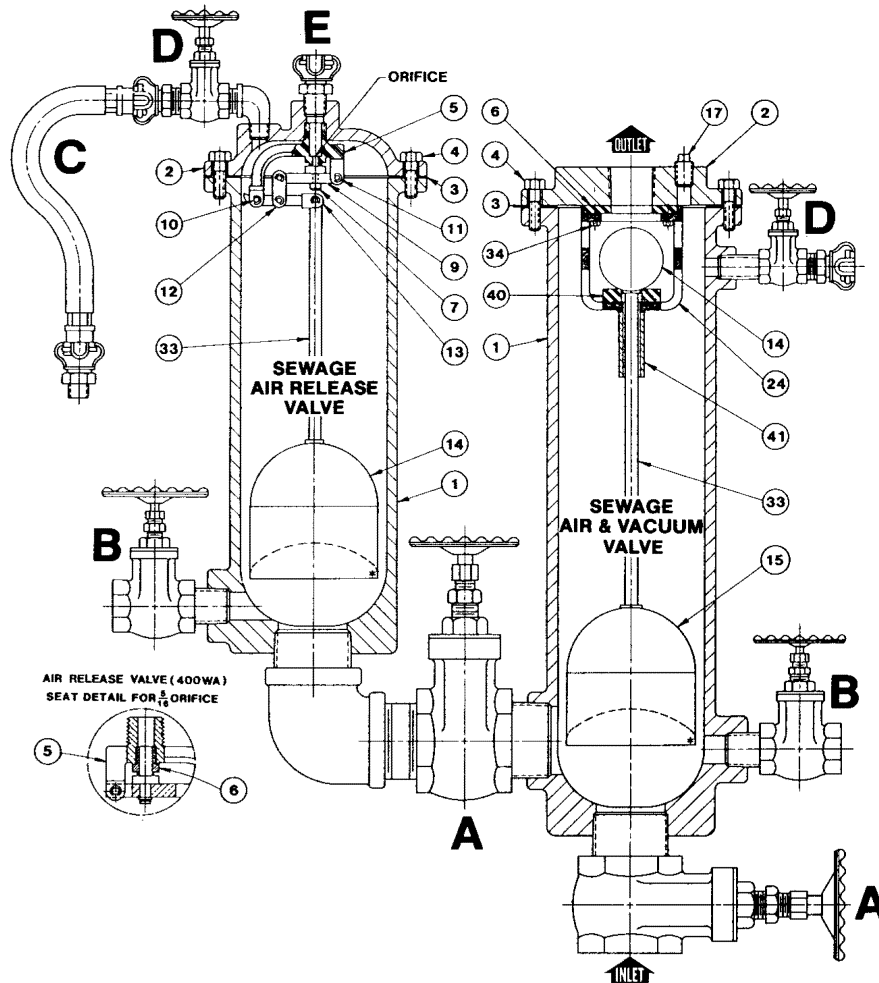 D
E
ORIFICE
C
5
2
4
3
10
11
12
9
7
13
33
SEWAGE
AIR RELEASE
VALVE
14
1
*
B
AIR RELEASE VALVE (400WA)
SEAT DETAIL FOR 5/16 ORIFICE
5
6
A
OUTLET
6
17
2
4
3
D
34
40
1
14
24
41
33
SEWAGE
AIR & VACUUM
VALVE
15
*
B
A
INLET